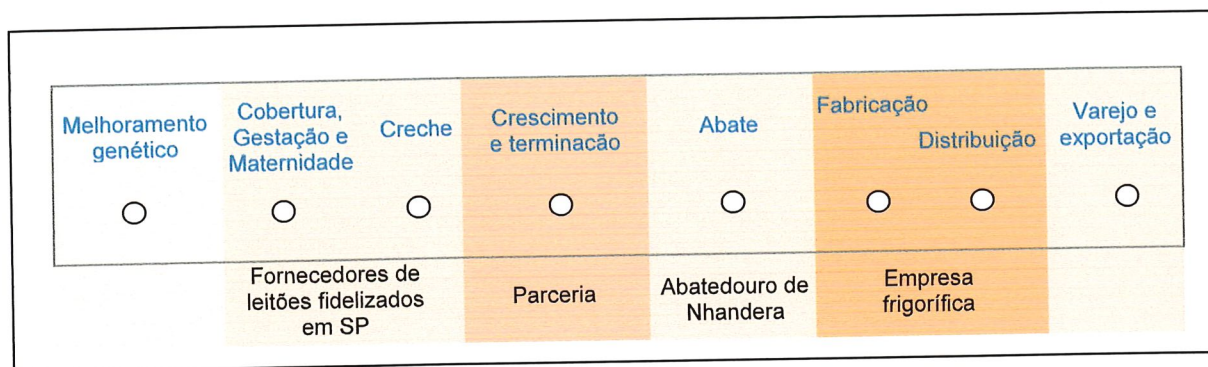 Melhoramento
genético
Cobertura,
Gestação e
Maternidade
Creche
Crescimento
e terminacão
Abate
Fabricação
Distribuição
Varejo e
exportação
Fornecedores de
leitões fidelizados
em SP
Parceria
Abatedouro de
Nhandera
Empresa
frigorífica